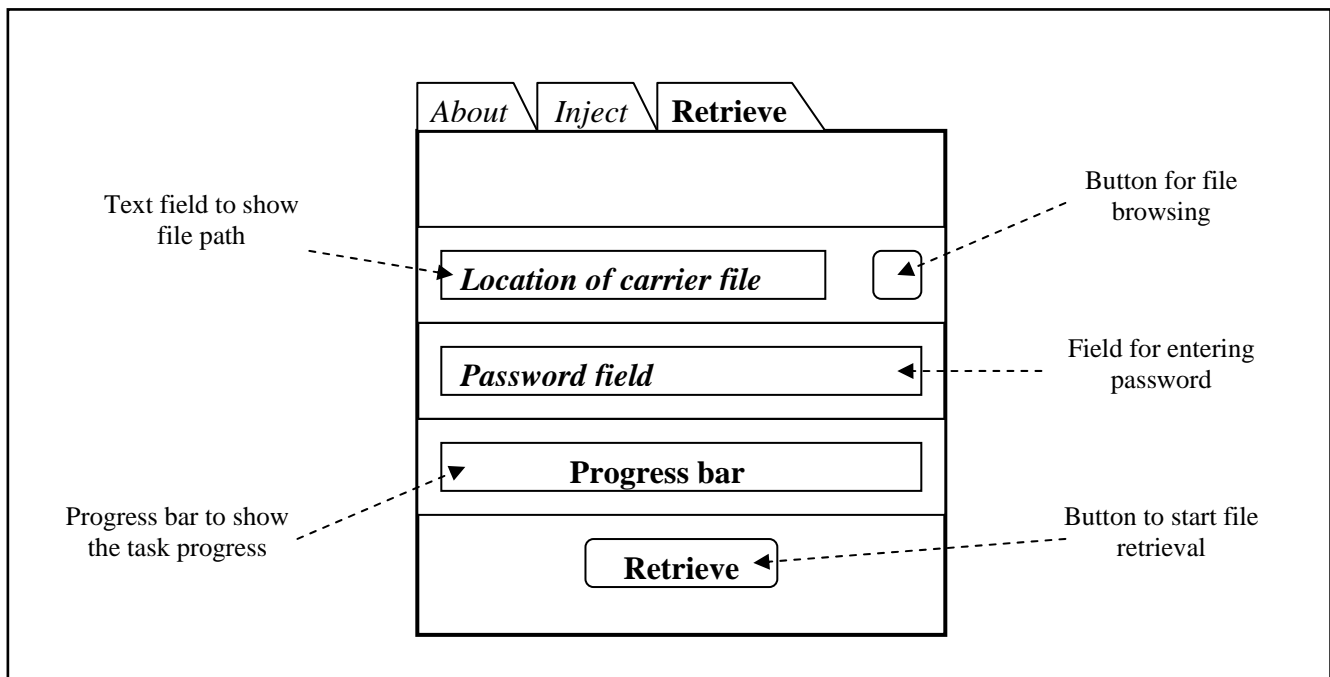 About Inject Retrieve
Text field to show
file path
Button for file
browsing
Location of carrier file
Password field
Field for entering
password
Progress bar
Progress bar to show
the task progress
Button to start file
retrieval
Retrieve